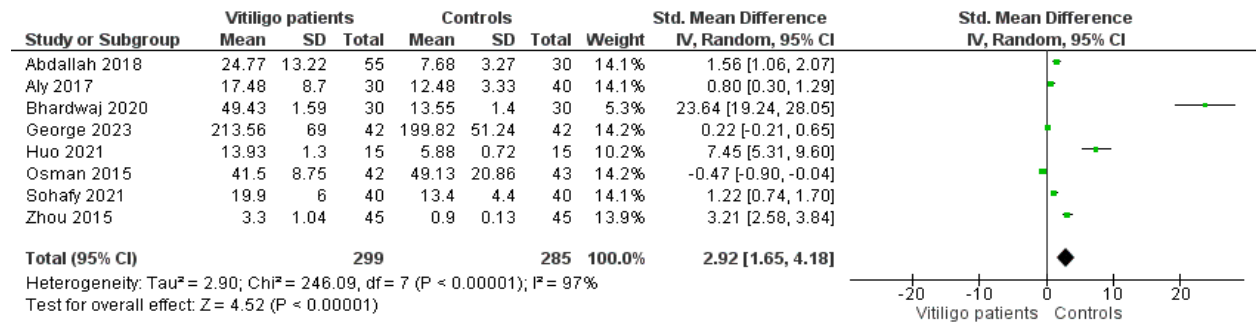 Vitiligo patients Controls Std. Mean Difference Std. Mean Difference
Study or Subgroup Mean SD Total Mean SD Total Weight IV, Random, 95% CI IV, Random, 95% CI
Abdallah 2018 24.77 13.22 55 7.68 3.27 30 14.1% 1.56 [1.06, 2.07]
Aly 2017 17.48 8.7 30 12.48 3.33 40 14.1% 0.80 [0.30, 1.29]
Bhardwaj 2020 49.43 1.59 30 13.55 1.4 30 5.3% 23.64 [19.24, 28.05]
George 2023 213.56 69 42 199.82 51.24 42 14.2% 0.22 [-0.21, 0.65]
Huo 2021 13.93 1.3 15 5.88 0.72 15 10.2% 7.45 [5.31, 9.60]
Osman 2015 41.5 8.75 42 49.13 20.86 43 14.2% -0.47 [-0.90, -0.04]
Sohafy 2021 19.9 6 40 13.4 4.4 40 14.1% 1.22 [0.74, 1.70]
Zhou 2015 3.3 1.04 45 0.9 0.13 45 13.9% 3.21 [2.58, 3.84]
Total (95% CI) 299 285 100.0% 2.92 [1.65, 4.18]
Heterogeneity: Tau² = 2.90; Chi² = 246.09, df = 7 (P < 0.00001); I² = 97%
Test for overall effect: Z = 4.52 (P < 0.00001)
-20 -10 0 10 20
Vitiligo patients Controls